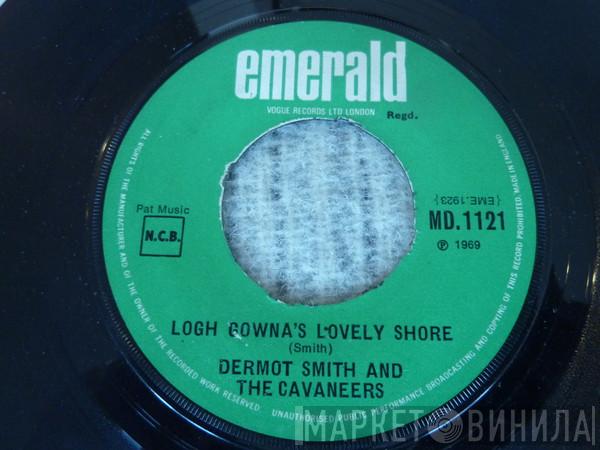 emerald
VOGUE RECORDS LTD LONDON
Regd.
Pat Music
N.C.B.
{EME.1923}
MD.1121
℗ 1969
LOGH GOWNA'S LOVELY SHORE
(Smith)
DERMOT SMITH AND
THE CAVANEERS
ALL RIGHTS OF THE MANUFACTURER AND OF THE OWNER OF THE RECORDED WORK RESERVED UNAUTHORISED PUBLIC PERFORMANCE BROADCASTING AND COPYING OF THIS RECORD PROHIBITED. MADE IN ENGLAND
МАРКЕТ ВИНИЛА